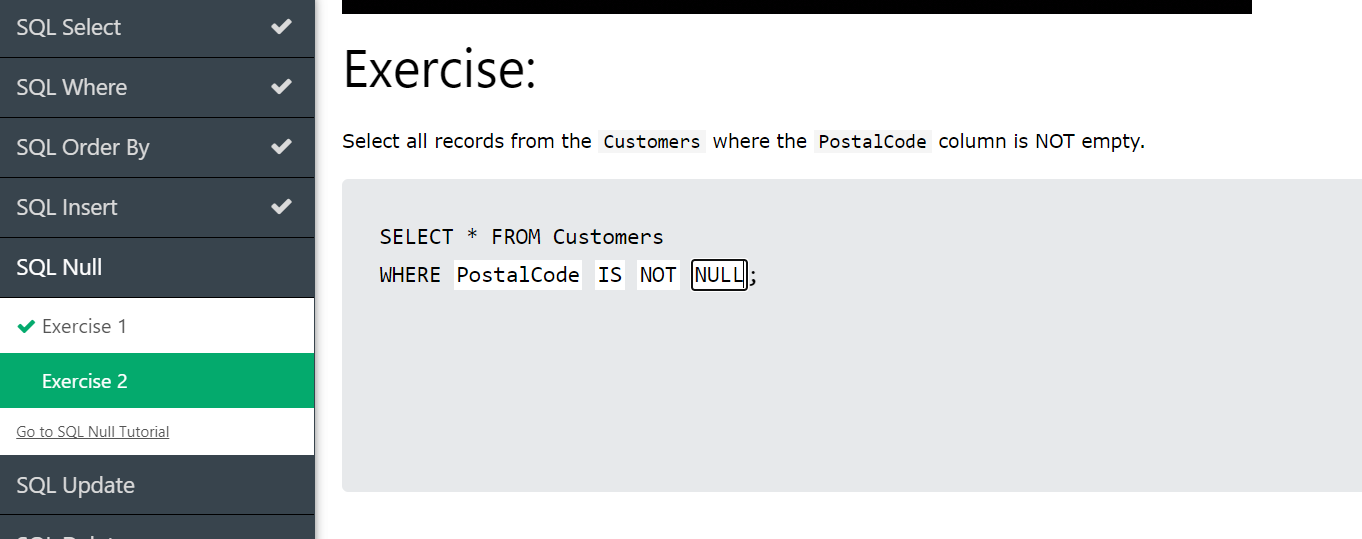 SQL Select
SQL Where
SQL Order By
SQL Insert
SQL Null
Exercise 1
Exercise 2
Go to SQL Null Tutorial
SQL Update
Exercise:
Select all records from the Customers where the PostalCode column is NOT empty.
SELECT * FROM Customers
WHERE PostalCode IS NOT NULL;